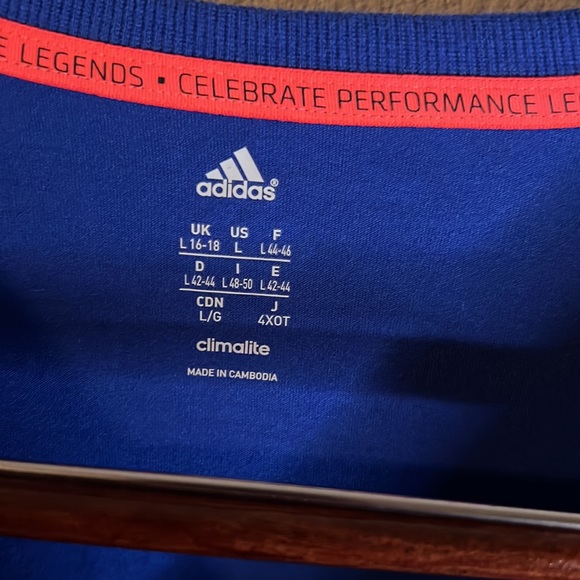 E LEGENDS ▪ CELEBRATE PERFORMANCE LE
adidas®
UK US F
L 16-18 L L 44-46
D I E
L 42-44 L 48-50 L 42-44
CDN J
L/G 4XOT
climalite
MADE IN CAMBODIA